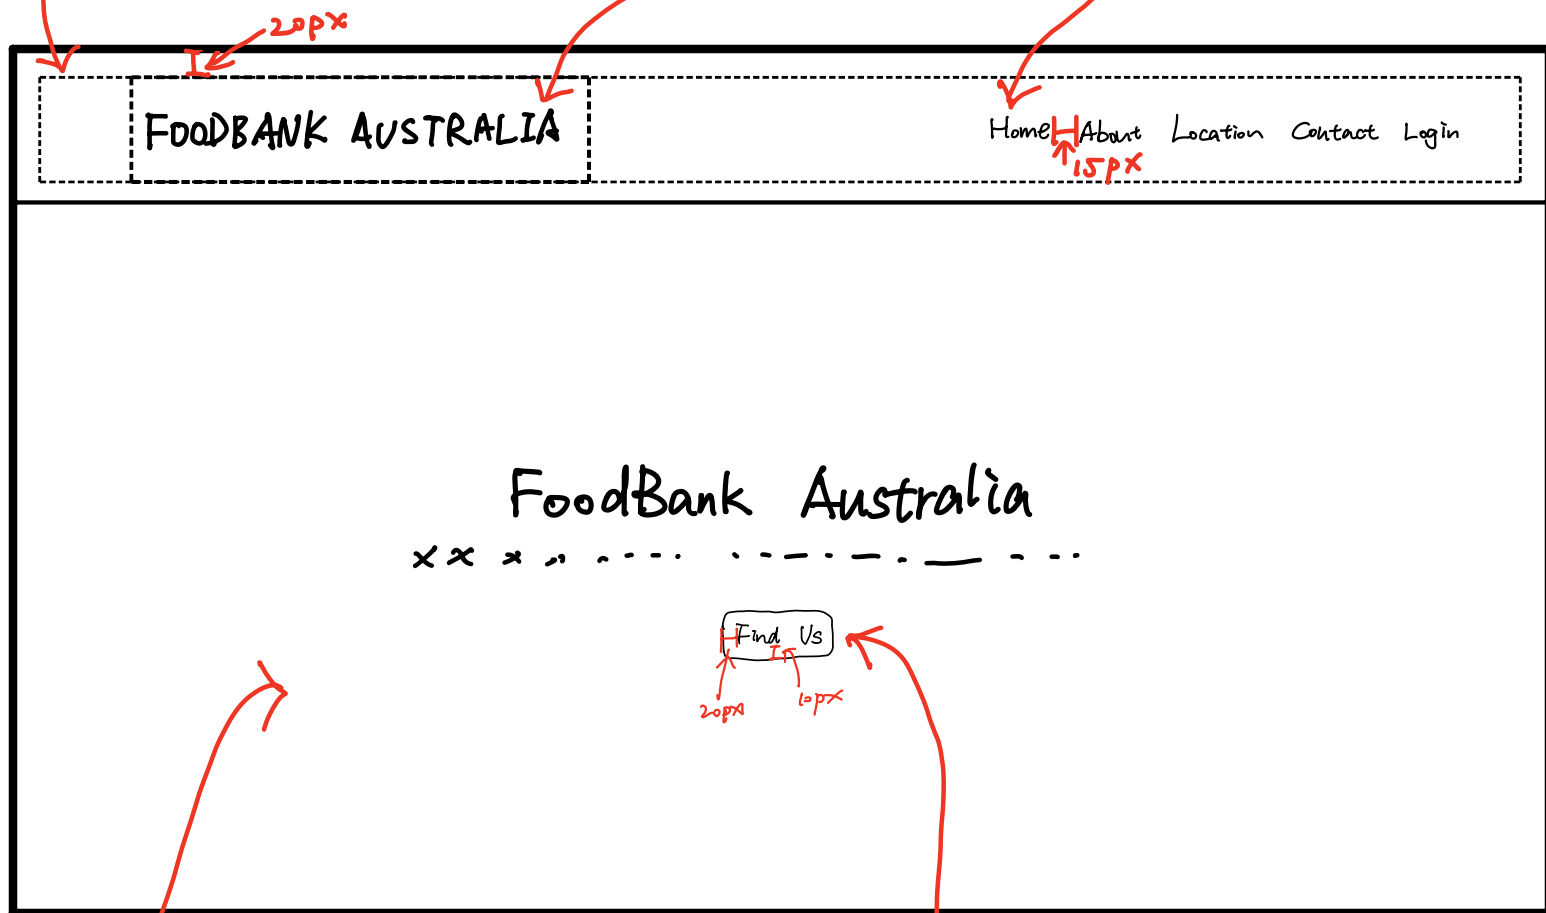 20px
FOODBANK AUSTRALIA
Home About Location Contact Login
15px
FoodBank Australia
x x x
Find Us
20px 10px